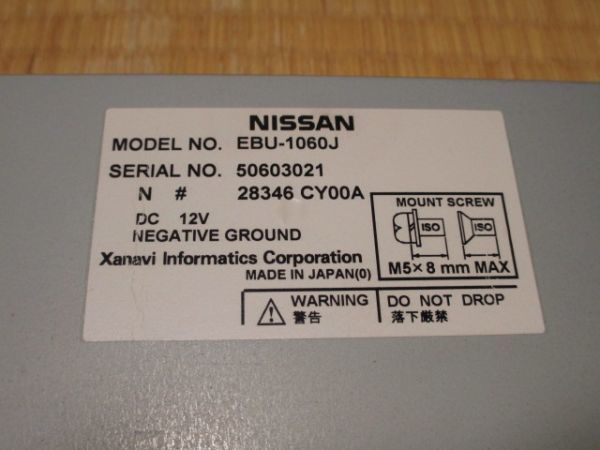 NISSAN
MODEL NO. EBU-1060J
SERIAL NO. 50603021
N # 28346 CY00A
DC 12V
NEGATIVE GROUND
Xanavi Informatics Corporation
MADE IN JAPAN(0)
MOUNT SCREW
ISO ISO
M5×8 mm MAX
WARNING
警告
DO NOT DROP
落下厳禁